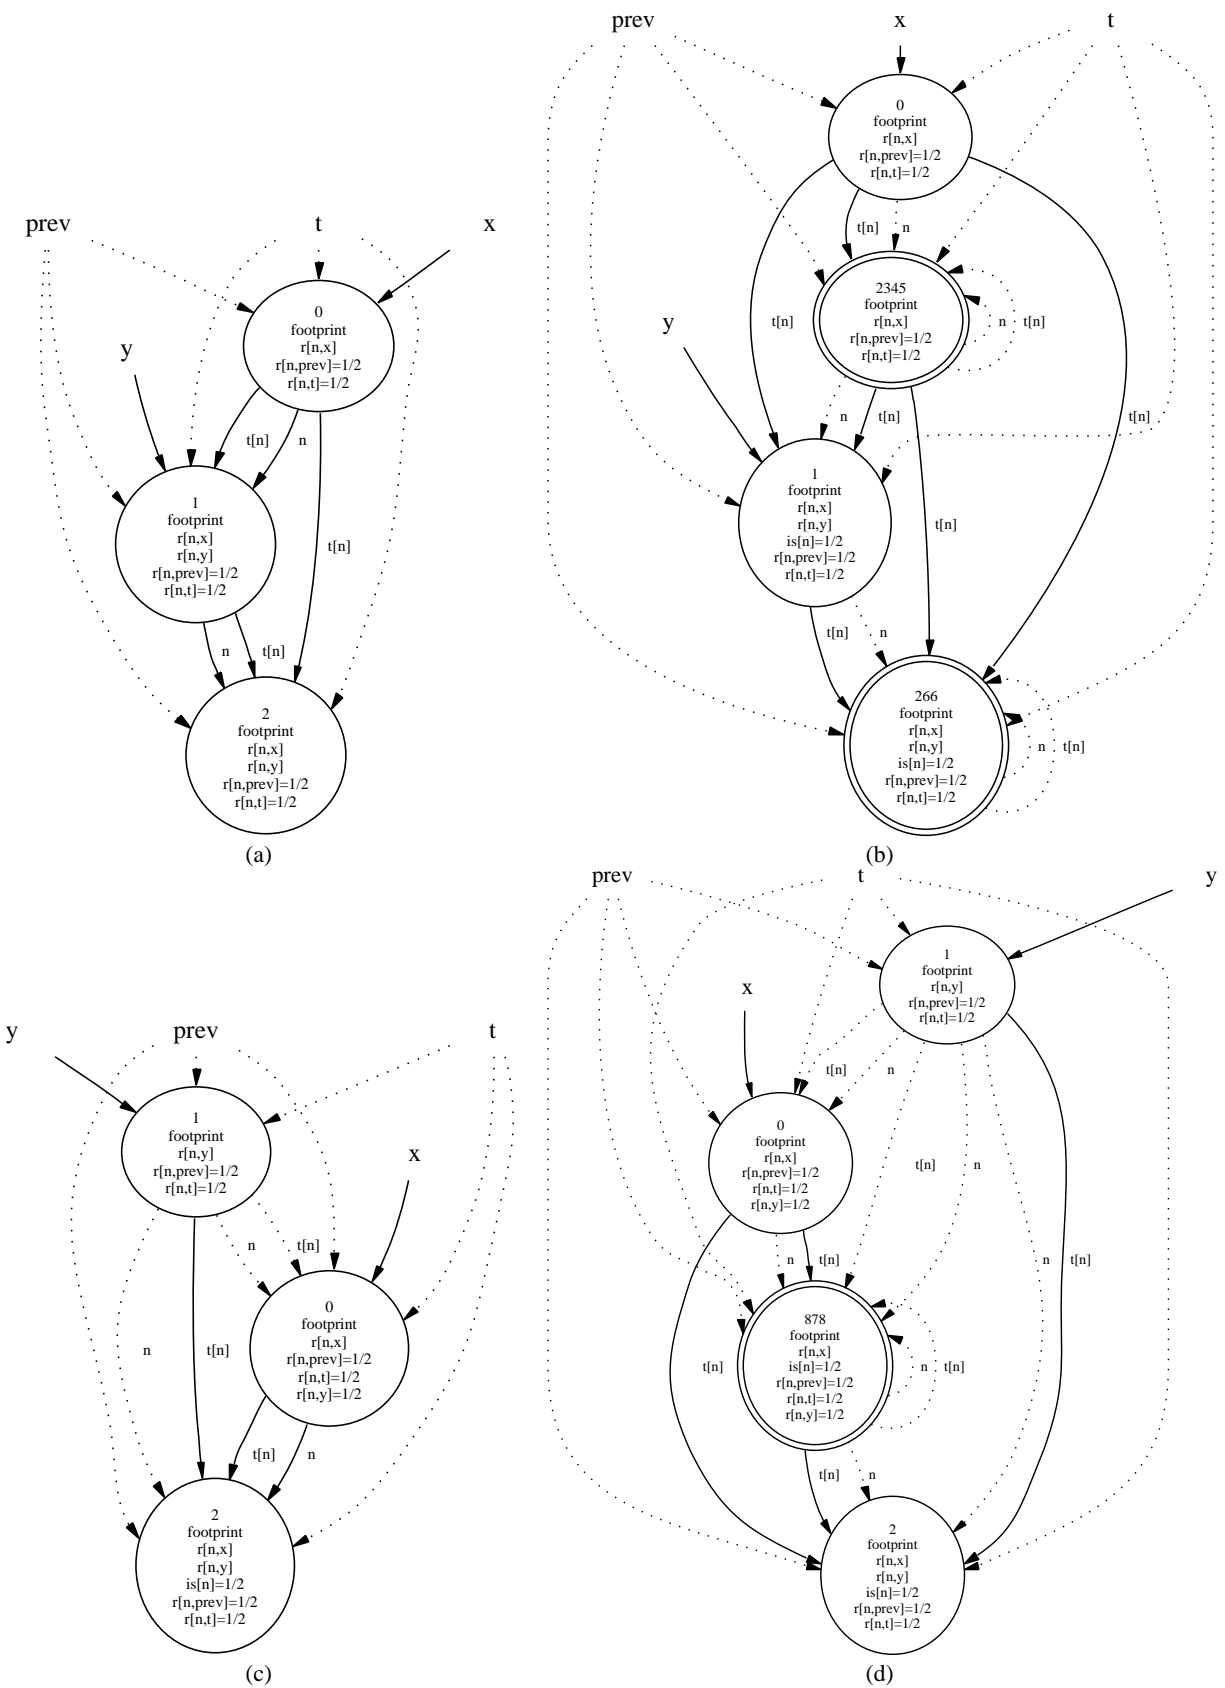 prev
t
x
y
0
footprint
r[n,x]
r[n,prev]=1/2
r[n,t]=1/2
t[n]
n
1
footprint
r[n,x]
r[n,y]
r[n,prev]=1/2
r[n,t]=1/2
t[n]
n
t[n]
2
footprint
r[n,x]
r[n,y]
r[n,prev]=1/2
r[n,t]=1/2
(a)
prev
x
t
0
footprint
r[n,x]
r[n,prev]=1/2
r[n,t]=1/2
t[n]
n
2345
footprint
r[n,x]
r[n,prev]=1/2
r[n,t]=1/2
n
t[n]
t[n]
y
n
t[n]
t[n]
1
footprint
r[n,x]
r[n,y]
is[n]=1/2
r[n,prev]=1/2
r[n,t]=1/2
t[n]
t[n]
n
266
footprint
r[n,x]
r[n,y]
is[n]=1/2
r[n,prev]=1/2
r[n,t]=1/2
n
t[n]
(b)
y
prev
t
1
footprint
r[n,y]
r[n,prev]=1/2
r[n,t]=1/2
x
n
t[n]
0
footprint
r[n,x]
r[n,prev]=1/2
r[n,t]=1/2
r[n,y]=1/2
n
t[n]
t[n]
n
2
footprint
r[n,x]
r[n,y]
is[n]=1/2
r[n,prev]=1/2
r[n,t]=1/2
(c)
prev
t
y
1
footprint
r[n,y]
r[n,prev]=1/2
r[n,t]=1/2
x
t[n]
n
0
footprint
r[n,x]
r[n,prev]=1/2
r[n,t]=1/2
r[n,y]=1/2
t[n]
n
n
t[n]
n
t[n]
878
footprint
r[n,x]
is[n]=1/2
r[n,prev]=1/2
r[n,t]=1/2
r[n,y]=1/2
t[n]
n
t[n]
t[n]
n
2
footprint
r[n,x]
r[n,y]
is[n]=1/2
r[n,prev]=1/2
r[n,t]=1/2
(d)